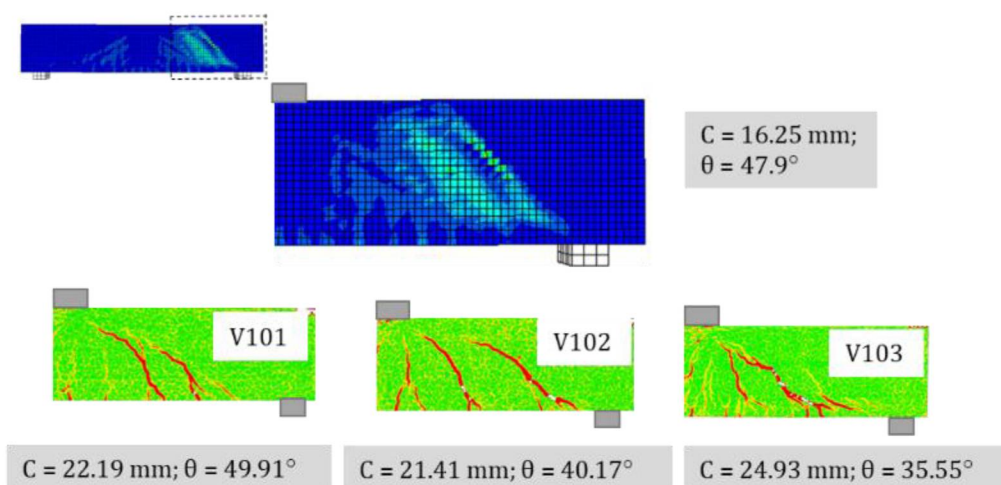 C = 16.25 mm;
θ = 47.9°
V101
V102
V103
C = 22.19 mm; θ = 49.91°
C = 21.41 mm; θ = 40.17°
C = 24.93 mm; θ = 35.55°